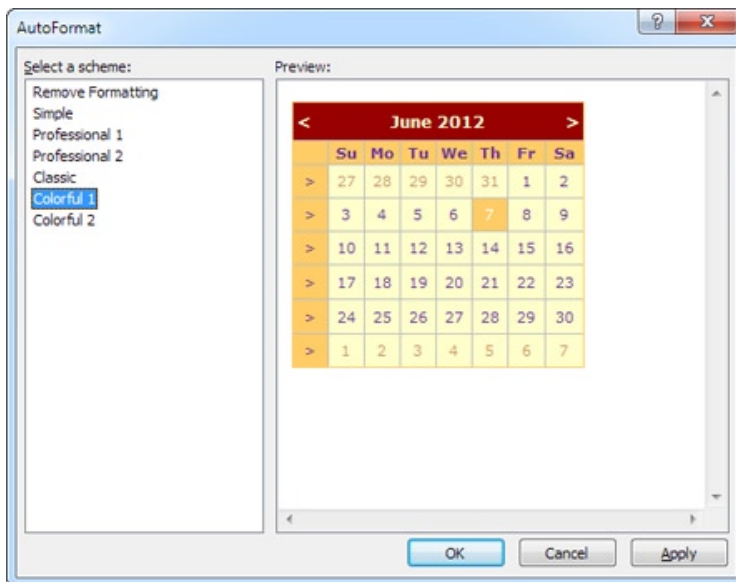 AutoFormat
Select a scheme:
Remove Formatting
Simple
Professional 1
Professional 2
Classic
Colorful 1
Colorful 2
Preview:
< June 2012 >
Su Mo Tu We Th Fr Sa
> 27 28 29 30 31 1 2
> 3 4 5 6 7 8 9
> 10 11 12 13 14 15 16
> 17 18 19 20 21 22 23
> 24 25 26 27 28 29 30
> 1 2 3 4 5 6 7
OK Cancel Apply